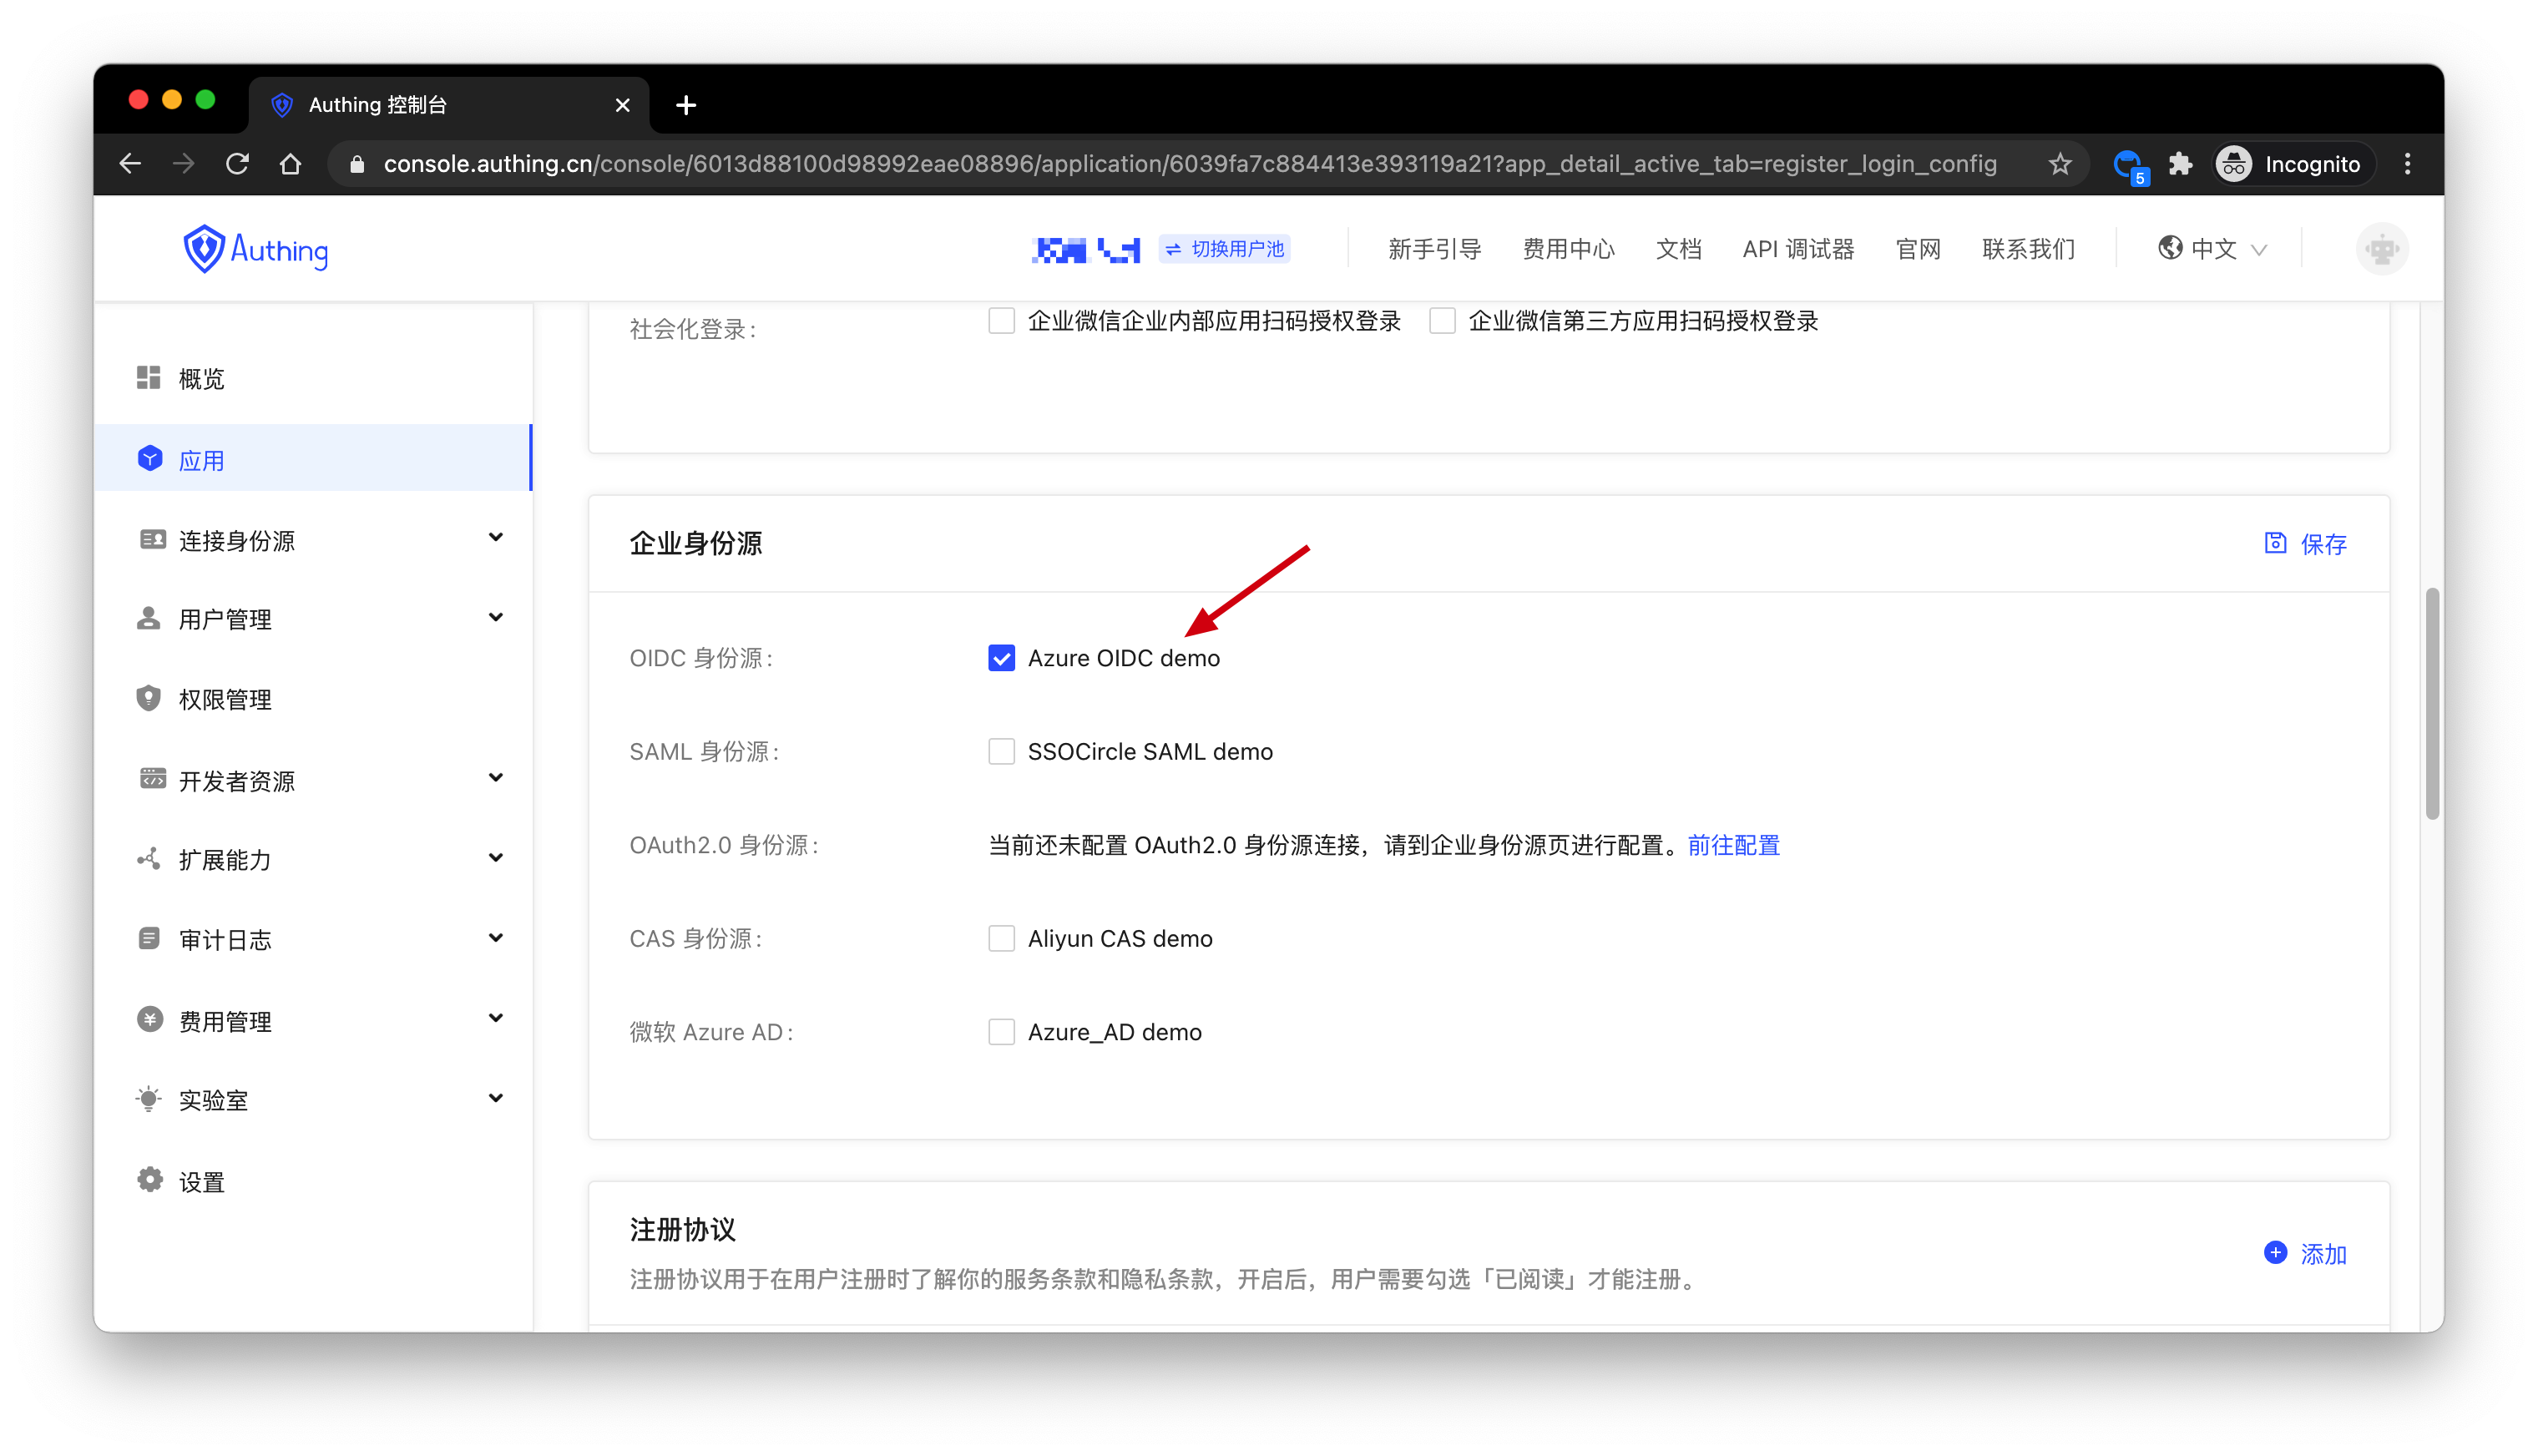 Authing 控制台
console.authing.cn/console/6013d88100d98992eae08896/application/6039fa7c884413e393119a21?app_detail_active_tab=register_login_config
5
Incognito
Authing
切换用户池
新手引导
费用中心
文档
API 调试器
官网
联系我们
中文
概览
应用
连接身份源
用户管理
权限管理
开发者资源
扩展能力
审计日志
费用管理
实验室
设置
社会化登录:
企业微信企业内部应用扫码授权登录
企业微信第三方应用扫码授权登录
企业身份源
保存
OIDC 身份源:
Azure OIDC demo
SAML 身份源:
SSOCircle SAML demo
OAuth2.0 身份源:
当前还未配置 OAuth2.0 身份源连接，请到企业身份源页进行配置。前往配置
CAS 身份源:
Aliyun CAS demo
微软 Azure AD:
Azure_AD demo
注册协议
添加
注册协议用于在用户注册时了解你的服务条款和隐私条款，开启后，用户需要勾选「已阅读」才能注册。